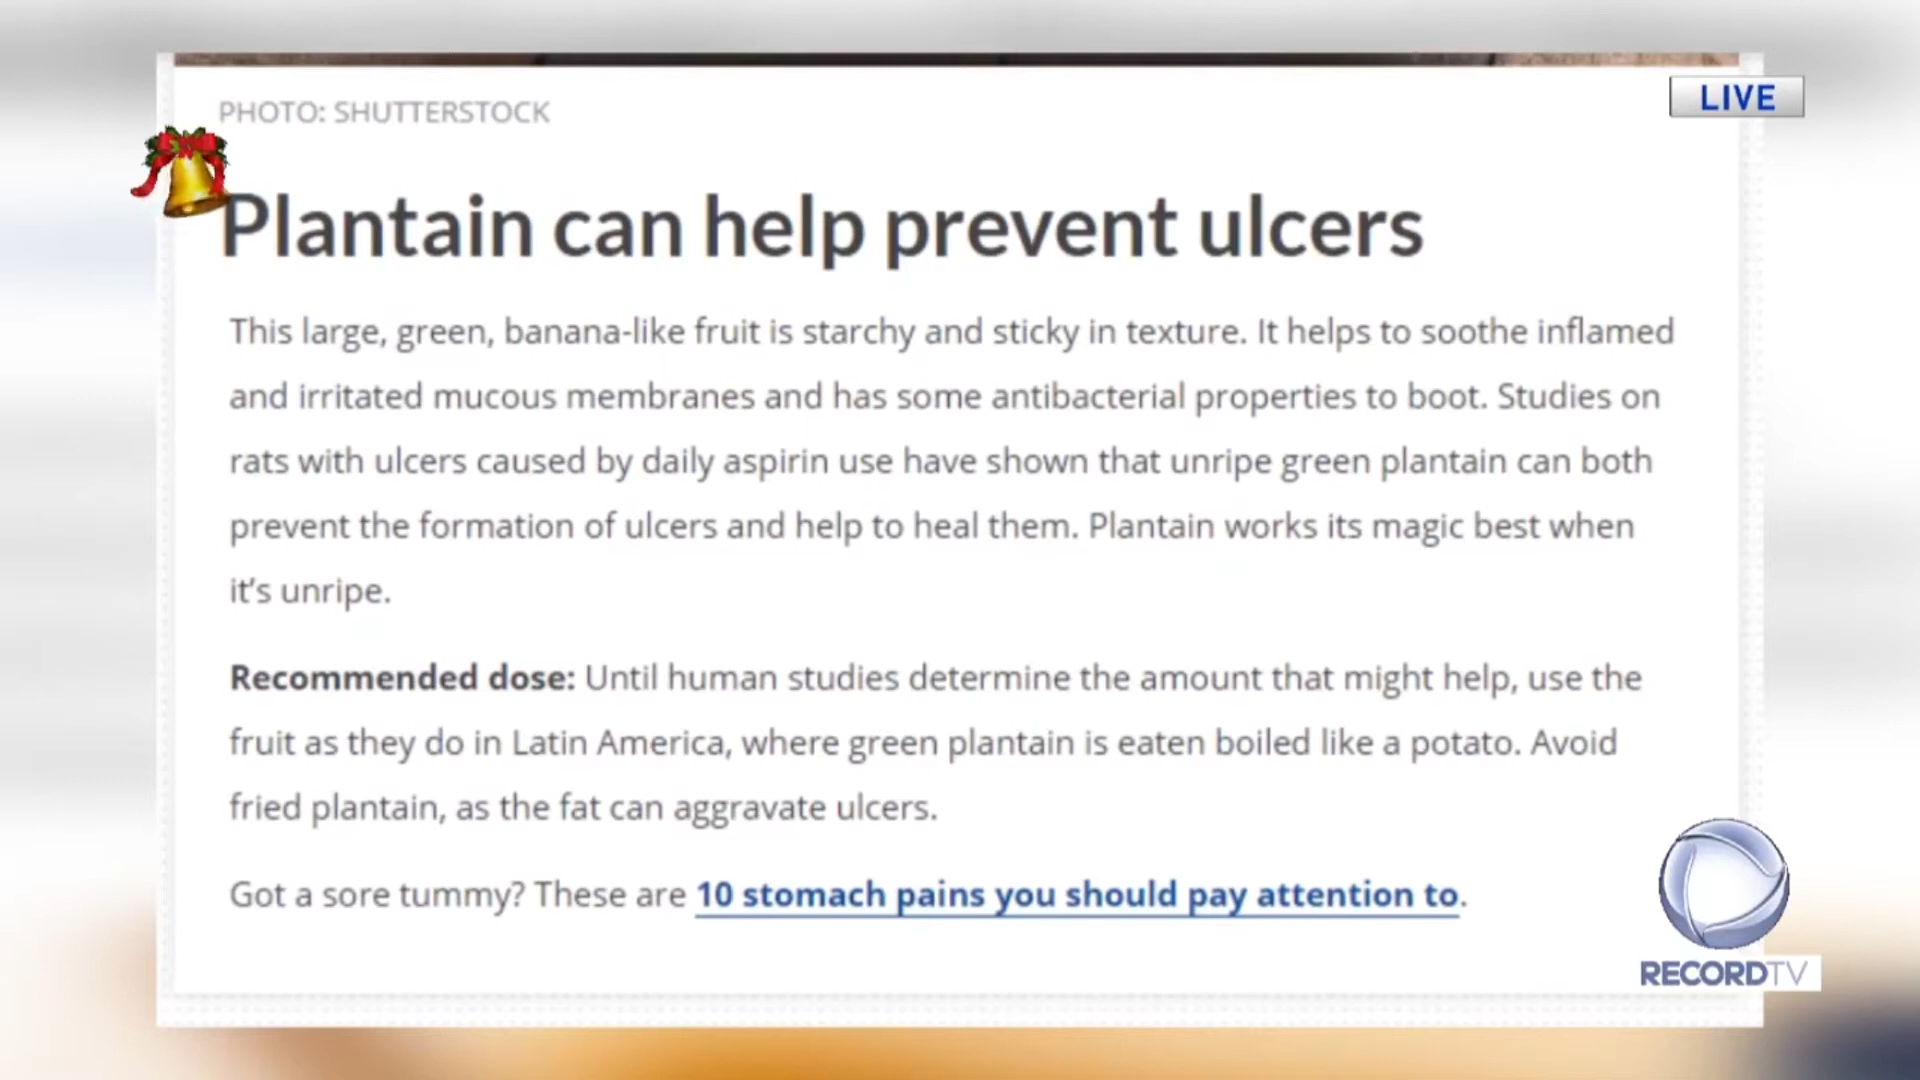 PHOTO: SHUTTERSTOCK
LIVE
Plantain can help prevent ulcers
This large, green, banana-like fruit is starchy and sticky in texture. It helps to soothe inflamed
and irritated mucous membranes and has some antibacterial properties to boot. Studies on
rats with ulcers caused by daily aspirin use have shown that unripe green plantain can both
prevent the formation of ulcers and help to heal them. Plantain works its magic best when
it’s unripe.
Recommended dose: Until human studies determine the amount that might help, use the
fruit as they do in Latin America, where green plantain is eaten boiled like a potato. Avoid
fried plantain, as the fat can aggravate ulcers.
Got a sore tummy? These are 10 stomach pains you should pay attention to.
RECORDTV